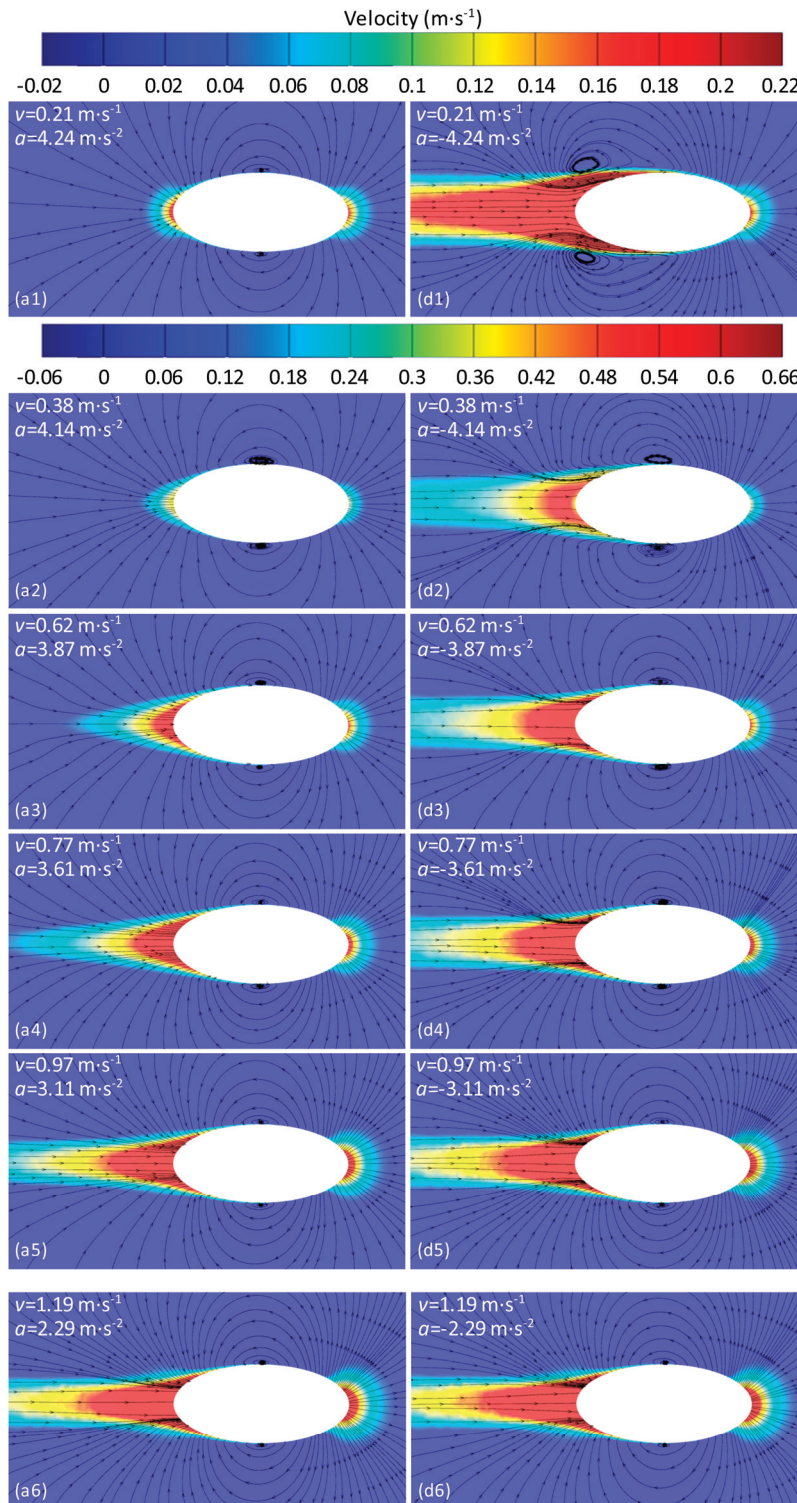 Velocity (m·s⁻¹)
-0.02 0 0.02 0.04 0.06 0.08 0.1 0.12 0.14 0.16 0.18 0.2 0.22
v=0.21 m·s⁻¹
a=4.24 m·s⁻²
(a1)
v=0.21 m·s⁻¹
a=-4.24 m·s⁻²
(d1)
-0.06 0 0.06 0.12 0.18 0.24 0.3 0.36 0.42 0.48 0.54 0.6 0.66
v=0.38 m·s⁻¹
a=4.14 m·s⁻²
(a2)
v=0.38 m·s⁻¹
a=-4.14 m·s⁻²
(d2)
v=0.62 m·s⁻¹
a=3.87 m·s⁻²
(a3)
v=0.62 m·s⁻¹
a=-3.87 m·s⁻²
(d3)
v=0.77 m·s⁻¹
a=3.61 m·s⁻²
(a4)
v=0.77 m·s⁻¹
a=-3.61 m·s⁻²
(d4)
v=0.97 m·s⁻¹
a=3.11 m·s⁻²
(a5)
v=0.97 m·s⁻¹
a=-3.11 m·s⁻²
(d5)
v=1.19 m·s⁻¹
a=2.29 m·s⁻²
(a6)
v=1.19 m·s⁻¹
a=-2.29 m·s⁻²
(d6)